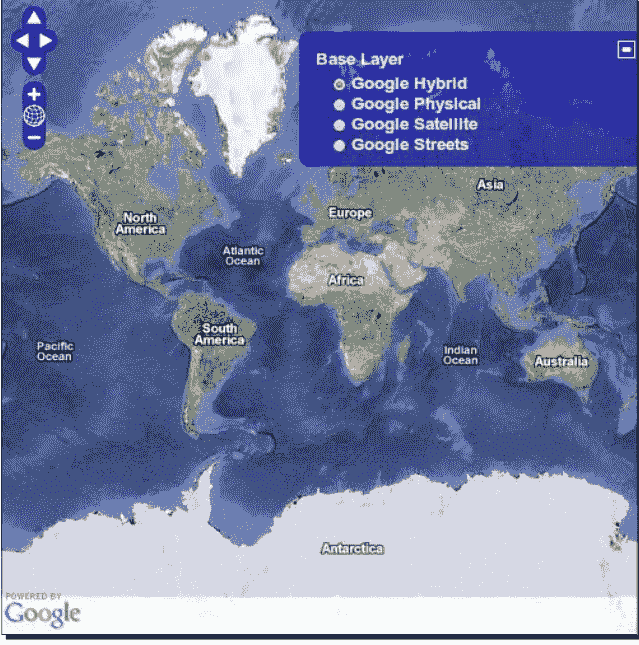 Base Layer
Google Hybrid
Google Physical
Google Satellite
Google Streets
Asia
North
America
Europe
Atlantic
Ocean
Africa
South
America
Pacific
Ocean
Indian
Ocean
Australia
Antarctica
POWERED BY
Google